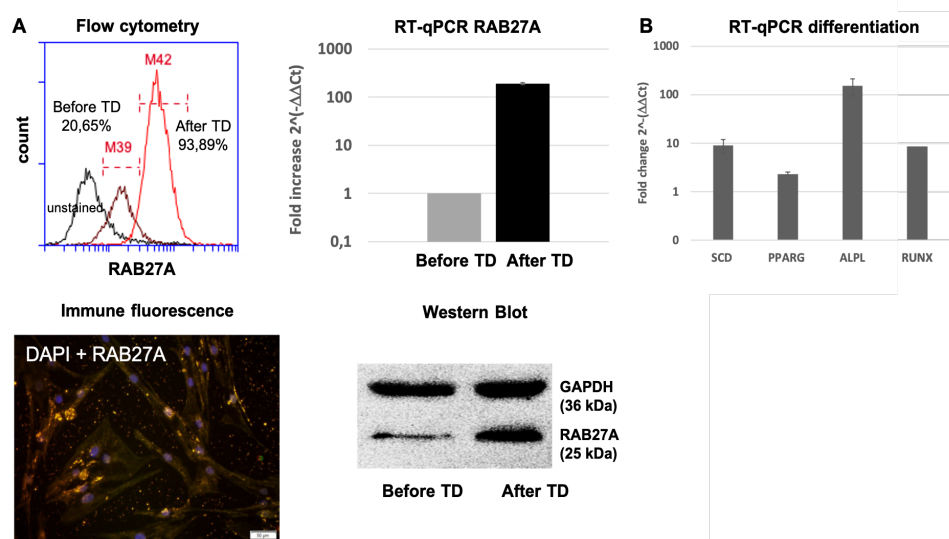 A
Flow cytometry
M42
Before TD
20,65%
After TD
93,89%
M39
unstained
count
RAB27A
RT-qPCR RAB27A
Fold increase 2^(-ΔΔCt)
1000
100
10
1
0,1
Before TD
After TD
B
RT-qPCR differentiation
Fold change 2^-(ΔΔCt)
1000
100
10
1
0
SCD
PPARG
ALPL
RUNX
Immune fluorescence
DAPI + RAB27A
Western Blot
GAPDH
(36 kDa)
RAB27A
(25 kDa)
Before TD
After TD